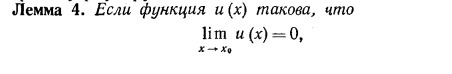 Лемма 4. Если функция u (x) такова, что
lim u (x) = 0,
x → x₀